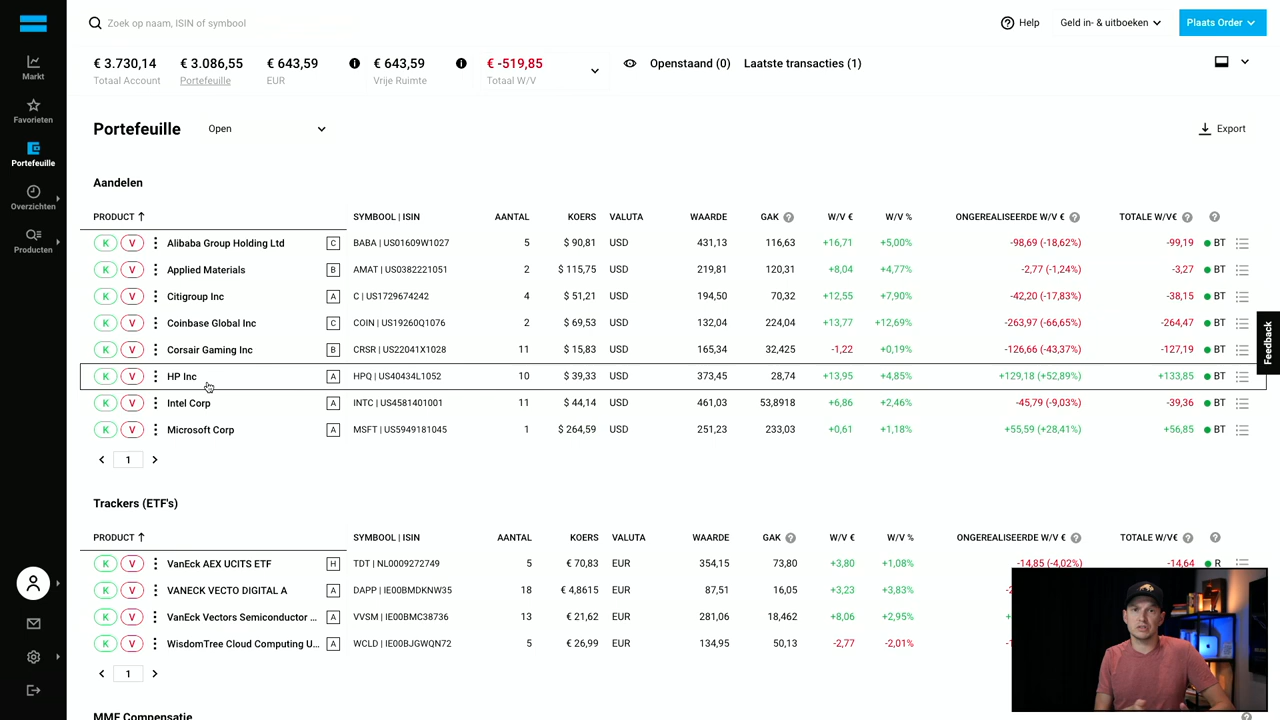 Zoek op naam, ISIN of symbool
Help
Geld in- & uitboeken
Plaats Order
€ 3.730,14 € 3.086,55 € 643,59 € 643,59 € -519,85 Openstaand (0) Laatste transacties (1)
Totaal Account Portefeuille EUR Vrije Ruimte Totaal W/V
Markt
Favorieten
Portefeuille
Overzichten
Producten
Portefeuille Open Export
Aandelen
PRODUCT SYMBOOL | ISIN AANTAL KOERS VALUTA WAARDE GAK ? W/V € W/V % ONGEREALISEERDE W/V € ? TOTALE W/V€ ? ?
K V Alibaba Group Holding Ltd C BABA | US01609W1027 5 $ 90,81 USD 431,13 116,63 +16,71 +5,00% -98,69 (-18,62%) -99,19 BT
K V Applied Materials B AMAT | US0382221051 2 $ 115,75 USD 219,81 120,31 +8,04 +4,77% -2,77 (-1,24%) -3,27 BT
K V Citigroup Inc A C | US1729674242 4 $ 51,21 USD 194,50 70,32 +12,55 +7,90% -42,20 (-17,83%) -38,15 BT
K V Coinbase Global Inc C COIN | US19260Q1076 2 $ 69,53 USD 132,04 224,04 +13,77 +12,69% -263,97 (-66,65%) -264,47 BT
K V Corsair Gaming Inc B CRSR | US22041X1028 11 $ 15,83 USD 165,34 32,425 -1,22 +0,19% -126,66 (-43,37%) -127,19 BT
K V HP Inc A HPQ | US40434L1052 10 $ 39,33 USD 373,45 28,74 +13,95 +4,85% +129,18 (+52,89%) +133,85 BT
K V Intel Corp A INTC | US4581401001 11 $ 44,14 USD 461,03 53,8918 +6,86 +2,46% -45,79 (-9,03%) -39,36 BT
K V Microsoft Corp A MSFT | US5949181045 1 $ 264,59 USD 251,23 233,03 +0,61 +1,18% +55,59 (+28,41%) +56,85 BT
Feedback
1
Trackers (ETF's)
PRODUCT SYMBOOL | ISIN AANTAL KOERS VALUTA WAARDE GAK ? W/V € W/V % ONGEREALISEERDE W/V € ? TOTALE W/V€ ? ?
K V VanEck AEX UCITS ETF H TDT | NL0009272749 5 € 70,83 EUR 354,15 73,80 +3,80 +1,08% -14,85 (-4,02%) -14,64 R
K V VANECK VECTO DIGITAL A A DAPP | IE00BMDKNW35 18 € 4,8615 EUR 87,51 16,05 +3,23 +3,83%
K V VanEck Vectors Semiconductor ... A VVSM | IE00BMC38736 13 € 21,62 EUR 281,06 18,462 +8,06 +2,95%
K V WisdomTree Cloud Computing U... A WCLD | IE00BJGWQN72 5 € 26,99 EUR 134,95 50,13 -2,77 -2,01%
1
MMF Compensatie